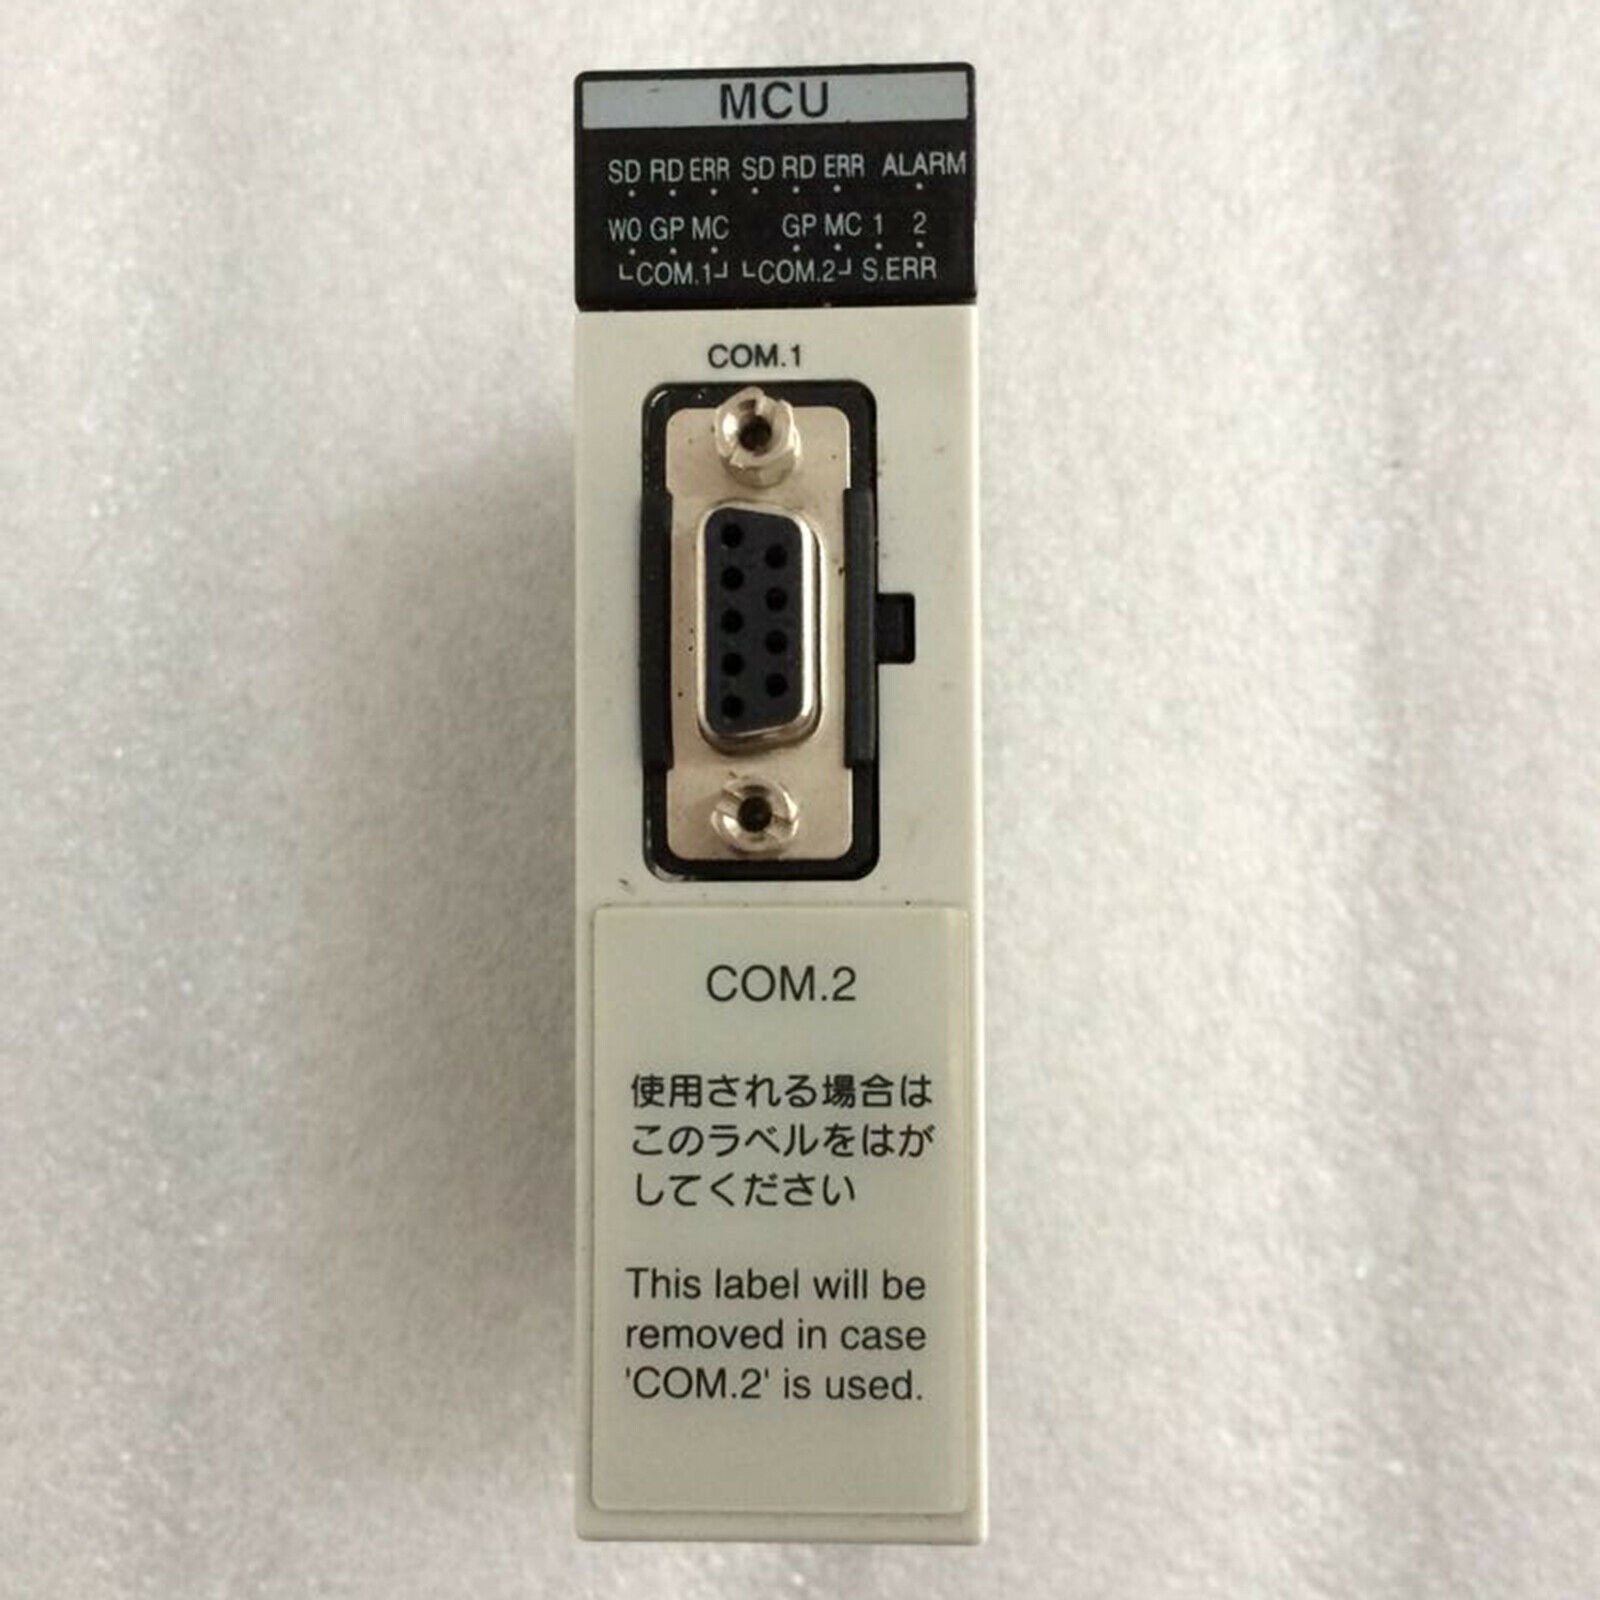 MCU
SD RD ERR SD RD ERR ALARM
W0 GP MC GP MC 1 2
COM.1 COM.2 S.ERR
COM.1
COM.2
使用される場合は
このラベルをはが
してください
This label will be
removed in case
'COM.2' is used.